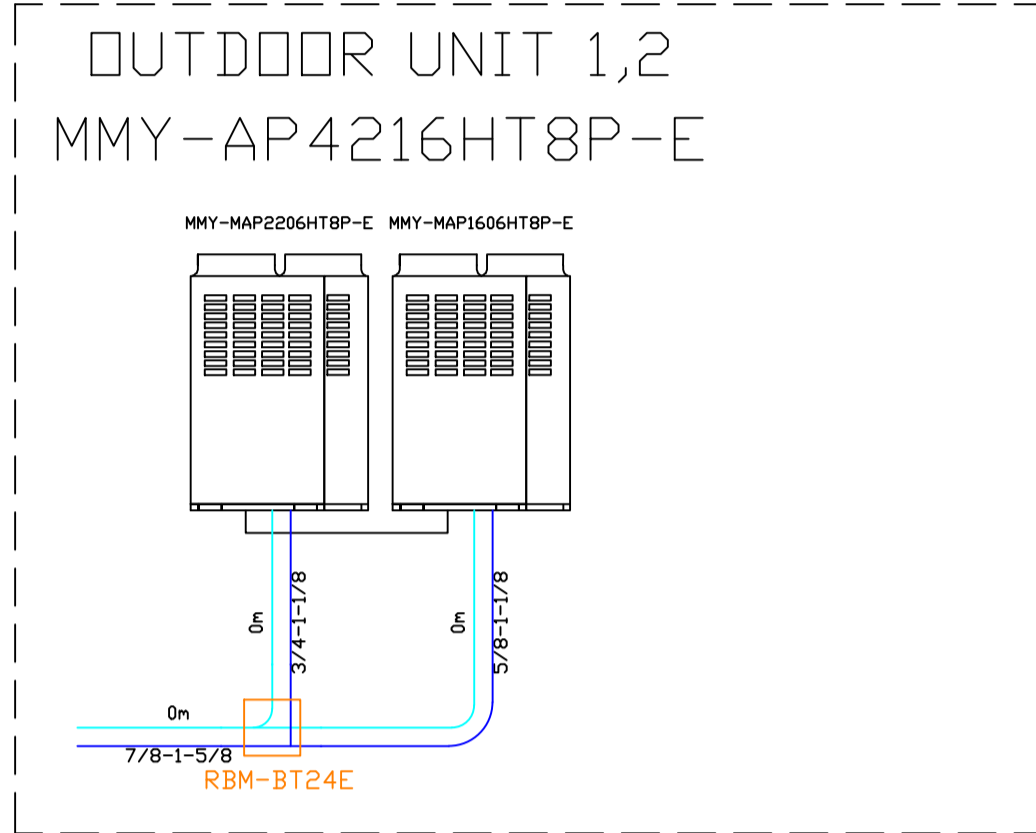 OUTDOOR UNIT 1,2
MMY-AP4216HT8P-E
MMY-MAP2206HT8P-E MMY-MAP1606HT8P-E
0m
3/4-1-1/8
0m
5/8-1-1/8
0m
7/8-1-5/8
RBM-BT24E